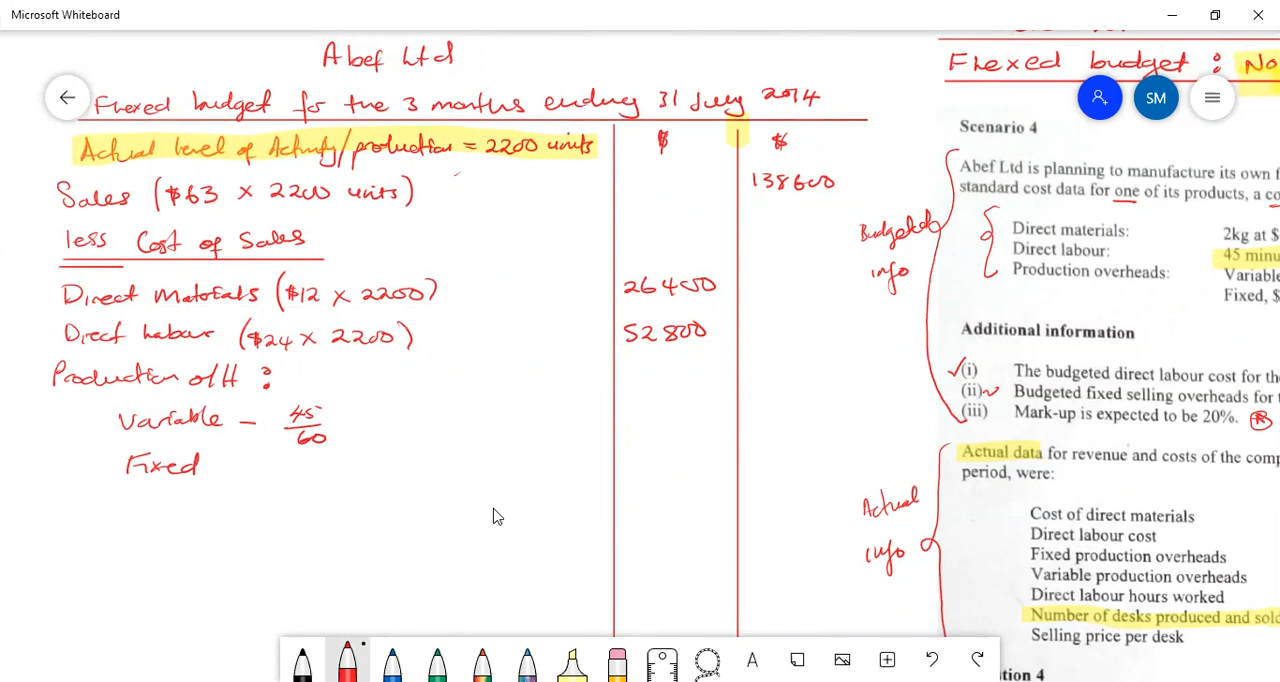 Microsoft Whiteboard
Abef Ltd
Flexed budget for the 3 months ending 31 July 2014
Actual level of Activity/production = 2200 units $ $
Sales ($63 × 2200 units) 138600
less Cost of Sales
Direct Materials ($12 × 2200) 26400
Direct Labour ($24 × 2200) 52800
Production o/H :
Variable - 45/60
Fixed
Flexed budget : No
SM
Scenario 4
Abef Ltd is planning to manufacture its own f
standard cost data for one of its products, a co
Budgeted info
Direct materials: 2kg at $
Direct labour: 45 minu
Production overheads: Variable
Fixed, $
Additional information
(i) The budgeted direct labour cost for the
(ii) Budgeted fixed selling overheads for t
(iii) Mark-up is expected to be 20%.
Actual data for revenue and costs of the comp
period, were:
Actual info
Cost of direct materials
Direct labour cost
Fixed production overheads
Variable production overheads
Direct labour hours worked
Number of desks produced and sold
Selling price per desk
A
tion 4